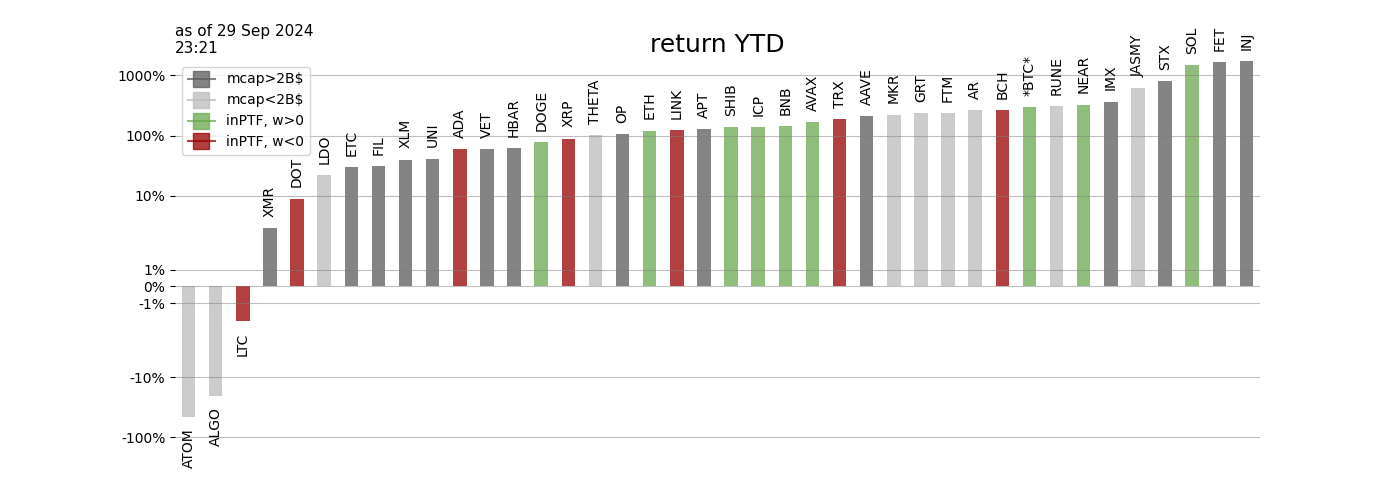 as of 29 Sep 2024
23:21
return YTD
mcap>2B$
mcap<2B$
inPTF, w>0
inPTF, w<0
1000%
100%
10%
1%
0%
-1%
-10%
-100%
ATOM
ALGO
LTC
XMR
DOT
LDO
ETC
FIL
XLM
UNI
ADA
VET
HBAR
DOGE
XRP
THETA
OP
ETH
LINK
APT
SHIB
ICP
BNB
AVAX
TRX
AAVE
MKR
GRT
FTM
AR
BCH
*BTC*
RUNE
NEAR
IMX
JASMY
STX
SOL
FET
INJ